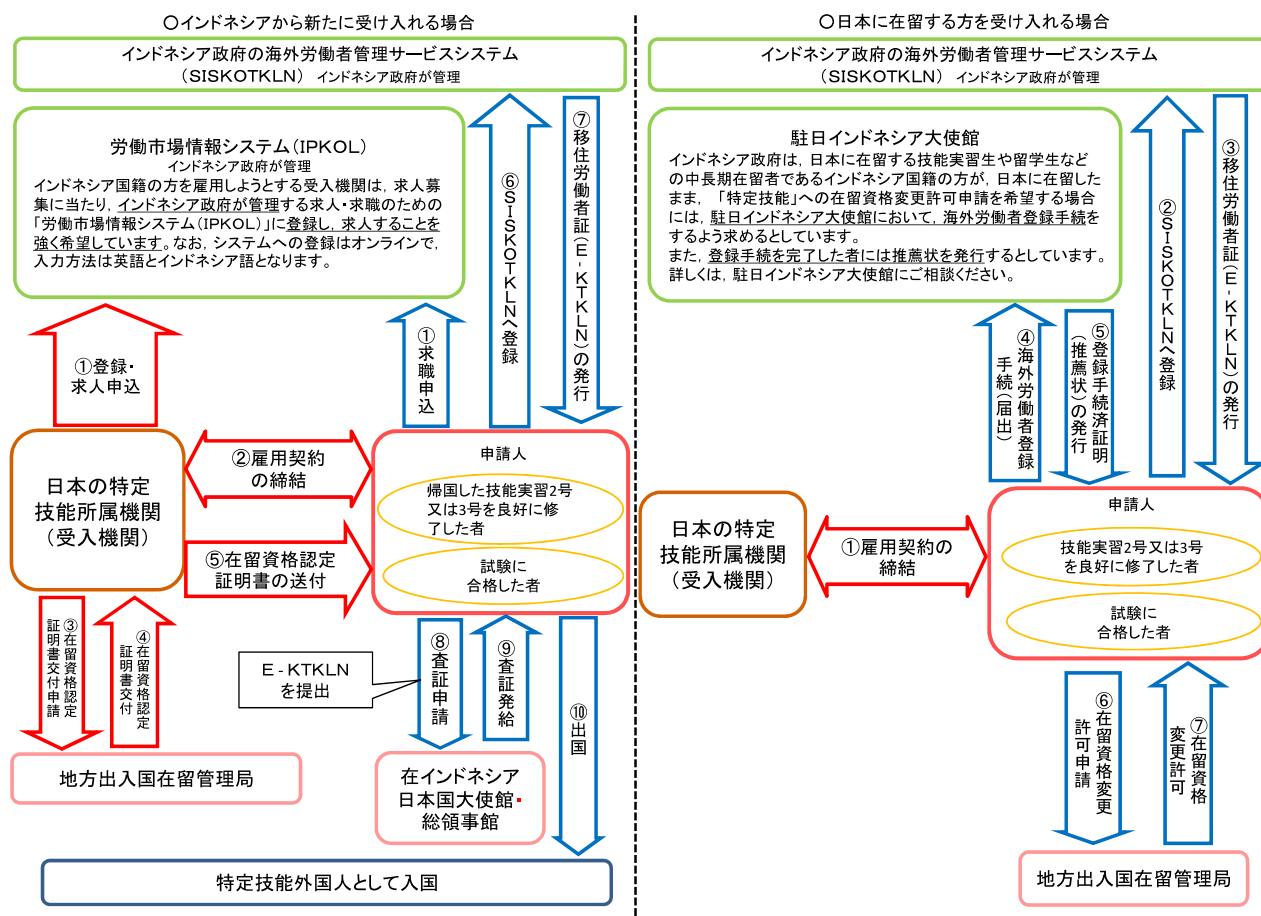 ○インドネシアから新たに受け入れる場合
インドネシア政府の海外労働者管理サービスシステム
（SISKOTKLN） インドネシア政府が管理
労働市場情報システム（IPKOL）
インドネシア政府が管理
インドネシア国籍の方を雇用しようとする受入機関は，求人募
集に当たり，インドネシア政府が管理する求人・求職のための
「労働市場情報システム（IPKOL）」に登録し，求人することを
強く希望しています。なお，システムへの登録はオンラインで，
入力方法は英語とインドネシア語となります。
⑥SISKOTKLNへ登録
⑦移住労働者証（E-KTKLN）の発行
①登録・
求人申込
①求職申込
日本の特定
技能所属機関
（受入機関）
②雇用契約
の締結
⑤在留資格認定
証明書の送付
申請人
帰国した技能実習2号
又は3号を良好に修
了した者
試験に
合格した者
③在留資格認定
証明書交付申請
④在留資格認定
証明書交付
E-KTKLN
を提出
⑧査証申請
⑨査証発給
⑩出国
地方出入国在留管理局
在インドネシア
日本国大使館・
総領事館
特定技能外国人として入国
○日本に在留する方を受け入れる場合
インドネシア政府の海外労働者管理サービスシステム
（SISKOTKLN） インドネシア政府が管理
駐日インドネシア大使館
インドネシア政府は，日本に在留する技能実習生や留学生など
の中長期在留者であるインドネシア国籍の方が，日本に在留した
まま，「特定技能」への在留資格変更許可申請を希望する場合
には，駐日インドネシア大使館において，海外労働者登録手続を
するよう求めるとしています。
また，登録手続を完了した者には推薦状を発行するとしています。
詳しくは，駐日インドネシア大使館にご相談ください。
②SISKOTKLNへ登録
③移住労働者証（E-KTKLN）の発行
④海外労働者登録
手続（届出）
⑤登録手続済証明
（推薦状）の発行
日本の特定
技能所属機関
（受入機関）
①雇用契約の
締結
申請人
技能実習2号又は3号
を良好に修了した者
試験に
合格した者
⑥在留資格変更
許可申請
⑦在留資格
変更許可
地方出入国在留管理局